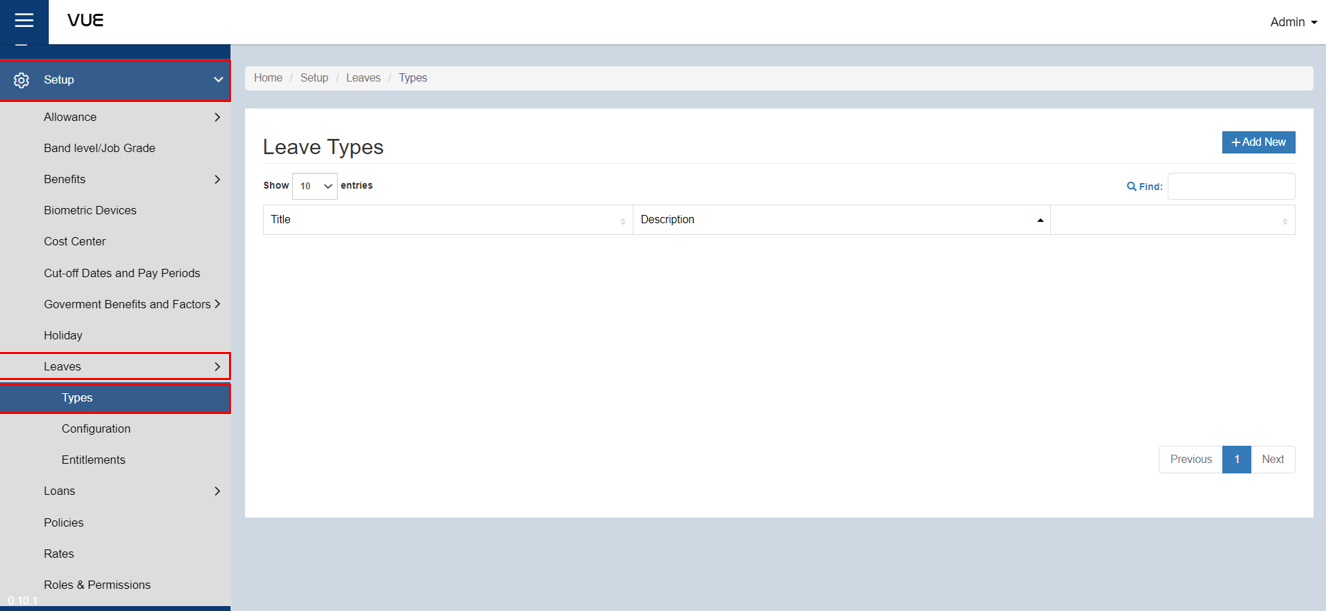 VUE
Admin
Setup
Home / Setup / Leaves / Types
Allowance
Band level/Job Grade
Benefits
Biometric Devices
Cost Center
Cut-off Dates and Pay Periods
Goverment Benefits and Factors
Holiday
Leaves
Types
Configuration
Entitlements
Loans
Policies
Rates
Roles & Permissions
0.10.1
Leave Types
+Add New
Show 10 entries
Find:
Title Description
Previous 1 Next